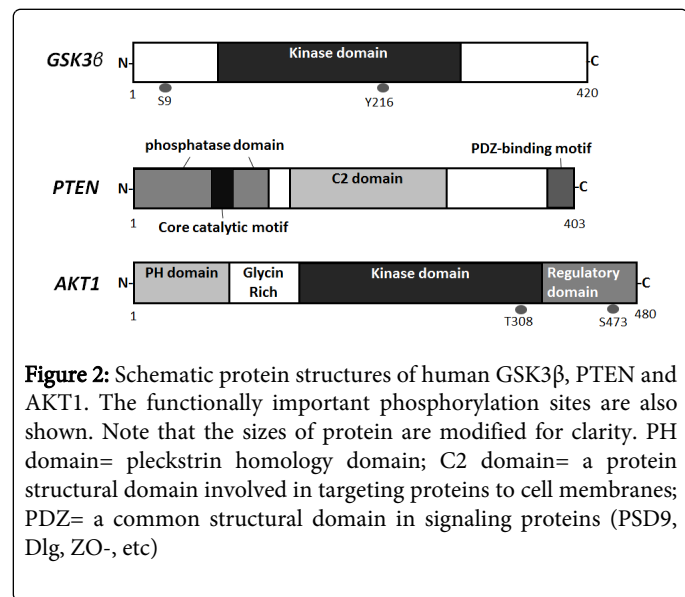 GSK3β N- Kinase domain -C
1 S9 Y216 420
phosphatase domain PDZ-binding motif
PTEN N- C2 domain -C
1 Core catalytic motif 403
AKT1 N- PH domain Glycin Rich Kinase domain Regulatory domain -C
1 T308 S473 480
Figure 2: Schematic protein structures of human GSK3β, PTEN and
AKT1. The functionally important phosphorylation sites are also
shown. Note that the sizes of protein are modified for clarity. PH
domain= pleckstrin homology domain; C2 domain= a protein
structural domain involved in targeting proteins to cell membranes;
PDZ= a common structural domain in signaling proteins (PSD9,
Dlg, ZO-, etc)